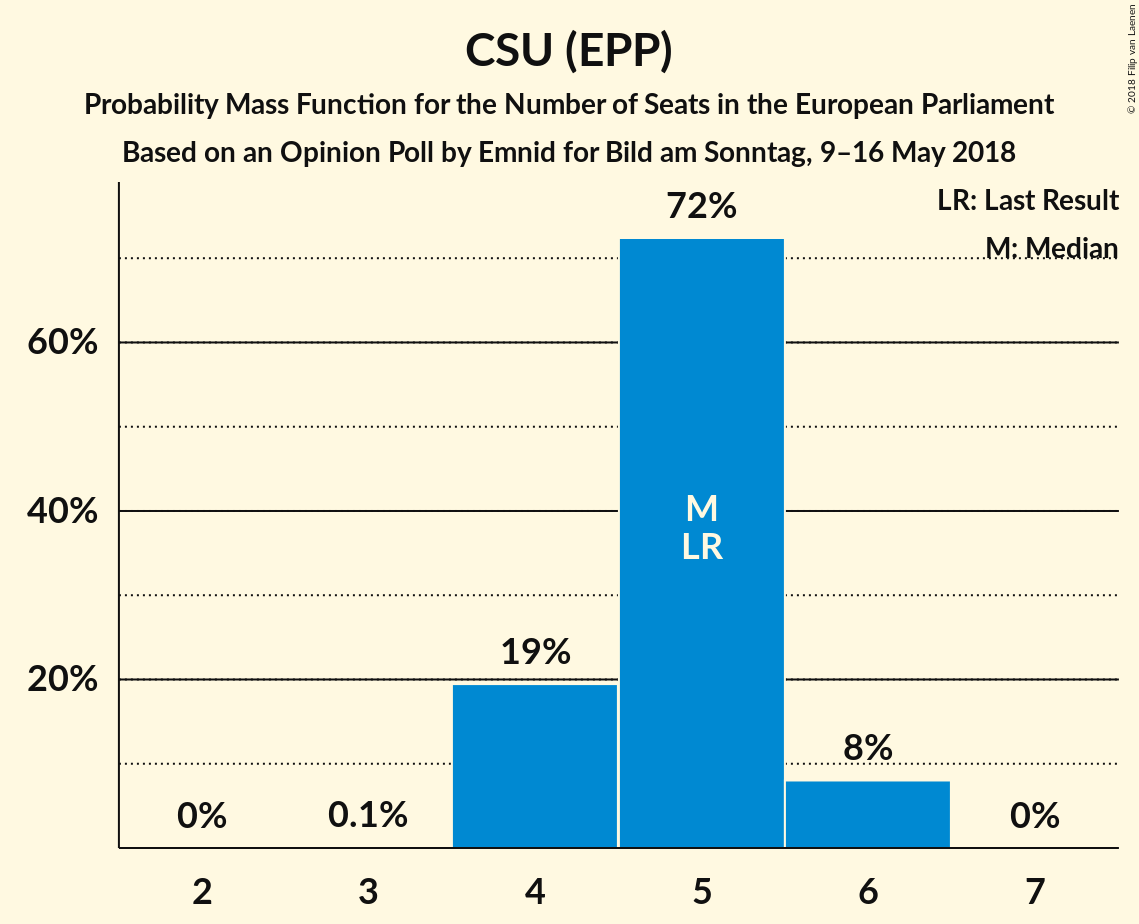 CSU (EPP)
Probability Mass Function for the Number of Seats in the European Parliament
Based on an Opinion Poll by Emnid for Bild am Sonntag, 9–16 May 2018
© 2018 Filip van Laenen
LR: Last Result
M: Median
60%
40%
20%
0%
0.1%
19%
72%
M
LR
8%
0%
2
3
4
5
6
7